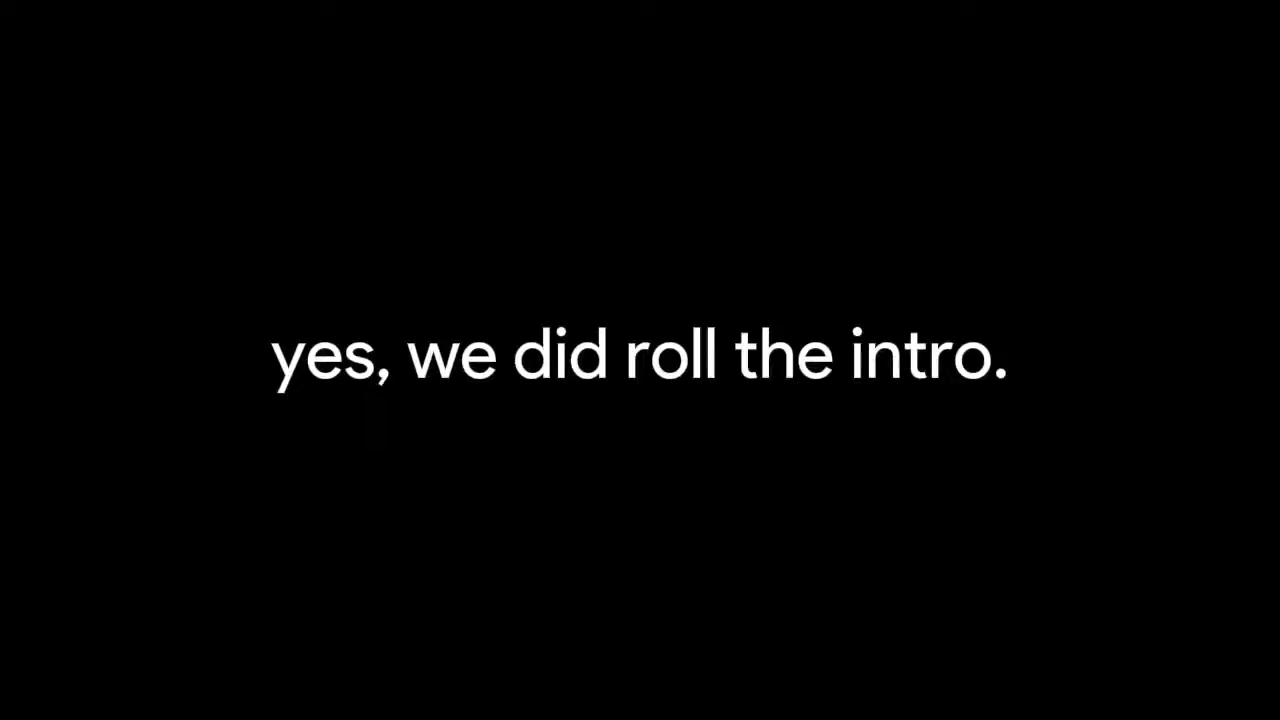 yes, we did roll the intro.